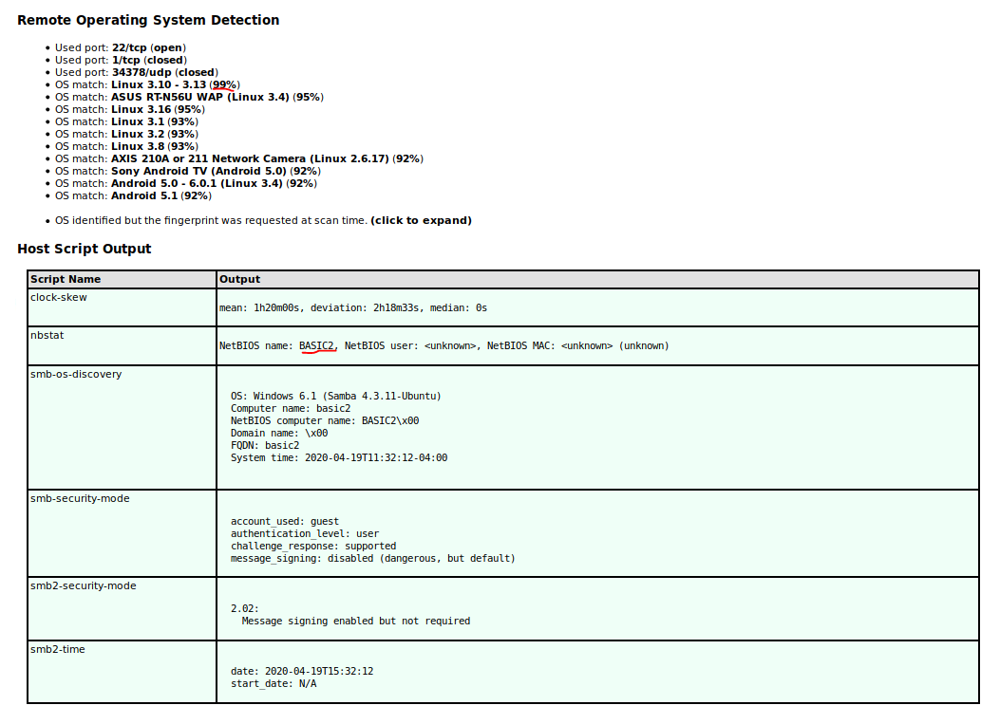 Remote Operating System Detection
Used port: 22/tcp (open)
Used port: 1/tcp (closed)
Used port: 34378/udp (closed)
OS match: Linux 3.10 - 3.13 (99%)
OS match: ASUS RT-N56U WAP (Linux 3.4) (95%)
OS match: Linux 3.16 (95%)
OS match: Linux 3.1 (93%)
OS match: Linux 3.2 (93%)
OS match: Linux 3.8 (93%)
OS match: AXIS 210A or 211 Network Camera (Linux 2.6.17) (92%)
OS match: Sony Android TV (Android 5.0) (92%)
OS match: Android 5.0 - 6.0.1 (Linux 3.4) (92%)
OS match: Android 5.1 (92%)
OS identified but the fingerprint was requested at scan time. (click to expand)
Host Script Output
Script Name Output
clock-skew
mean: 1h20m00s, deviation: 2h18m33s, median: 0s
nbstat
NetBIOS name: BASIC2, NetBIOS user: <unknown>, NetBIOS MAC: <unknown> (unknown)
smb-os-discovery
OS: Windows 6.1 (Samba 4.3.11-Ubuntu)
Computer name: basic2
NetBIOS computer name: BASIC2\x00
Domain name: \x00
FQDN: basic2
System time: 2020-04-19T11:32:12-04:00
smb-security-mode
account_used: guest
authentication_level: user
challenge_response: supported
message_signing: disabled (dangerous, but default)
smb2-security-mode
2.02:
Message signing enabled but not required
smb2-time
date: 2020-04-19T15:32:12
start_date: N/A